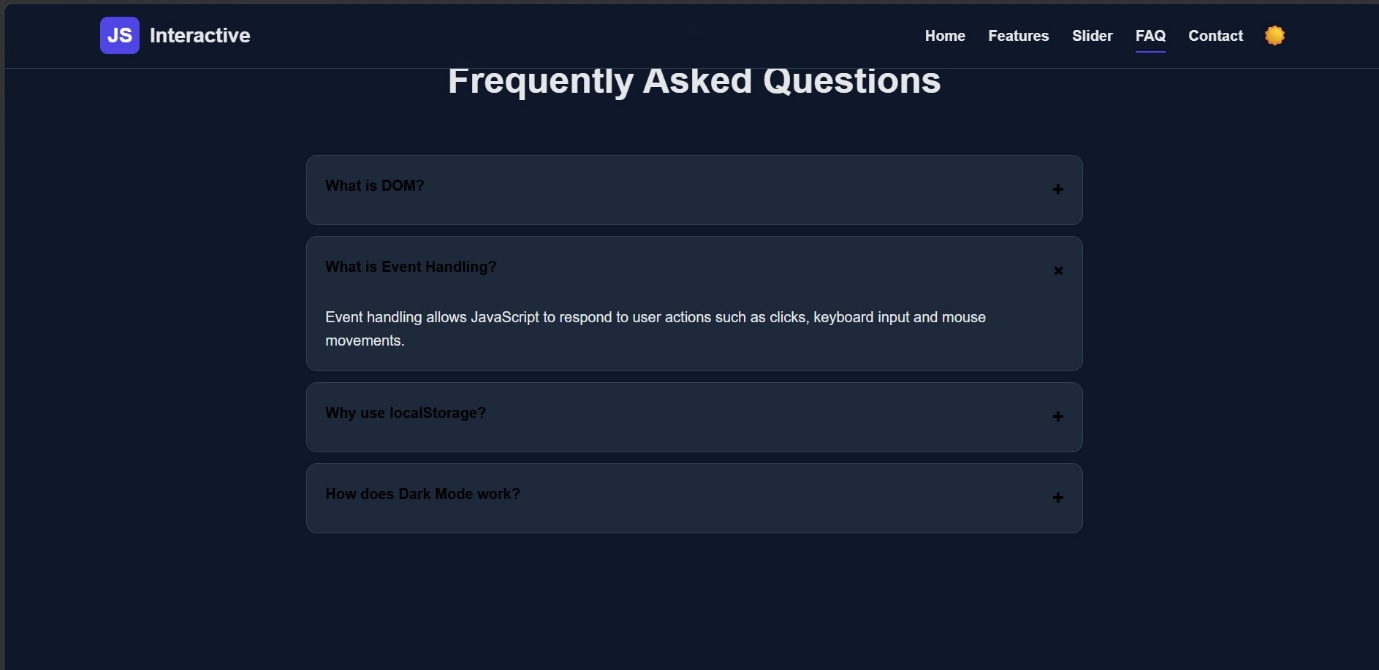 JS Interactive
Home Features Slider FAQ Contact
Frequently Asked Questions
What is DOM? +
What is Event Handling? ×
Event handling allows JavaScript to respond to user actions such as clicks, keyboard input and mouse
movements.
Why use localStorage? +
How does Dark Mode work? +